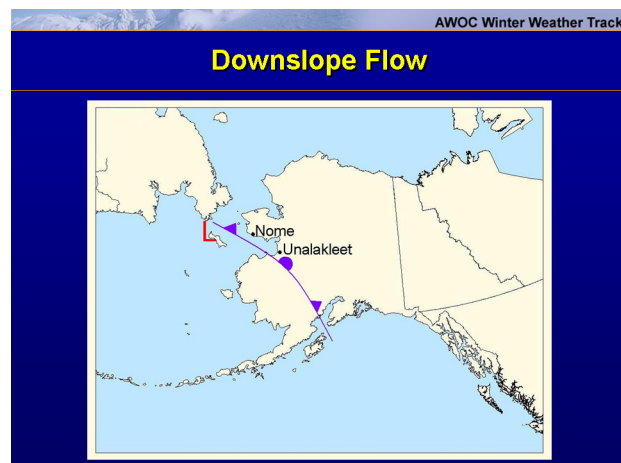 AWOC Winter Weather Track
Downslope Flow
Nome
Unalakleet
L